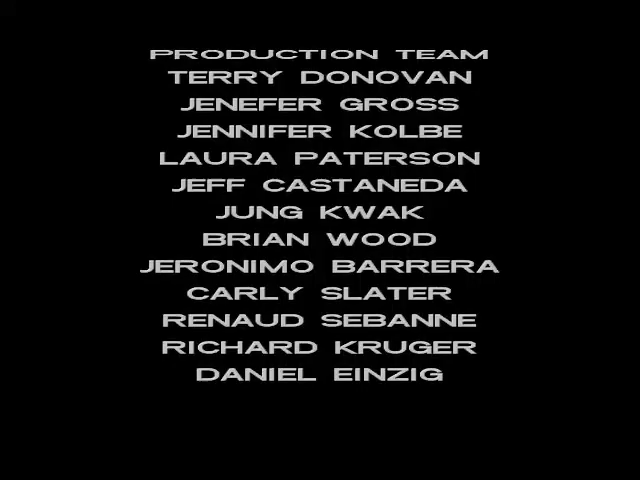 PRODUCTION TEAM
TERRY DONOVAN
JENEFER GROSS
JENNIFER KOLBE
LAURA PATERSON
JEFF CASTANEDA
JUNG KWAK
BRIAN WOOD
JERONIMO BARRERA
CARLY SLATER
RENAUD SEBANNE
RICHARD KRUGER
DANIEL EINZIG